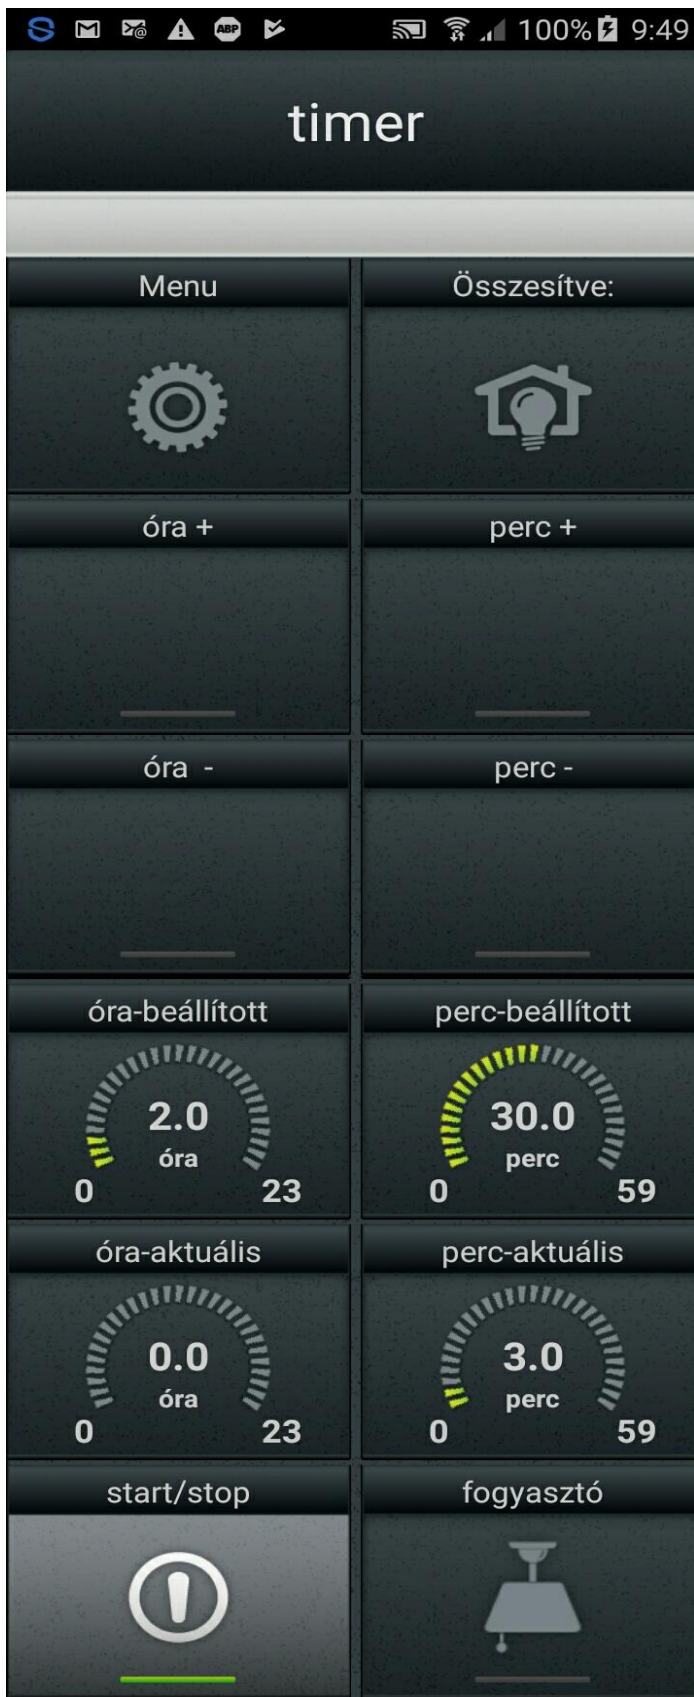 S @ ABP 100% 9:49
timer
Menu Összesítve:
óra + perc +
óra - perc -
óra-beállított perc-beállított
2.0 30.0
óra perc
0 23 0 59
óra-aktuális perc-aktuális
0.0 3.0
óra perc
0 23 0 59
start/stop fogyasztó